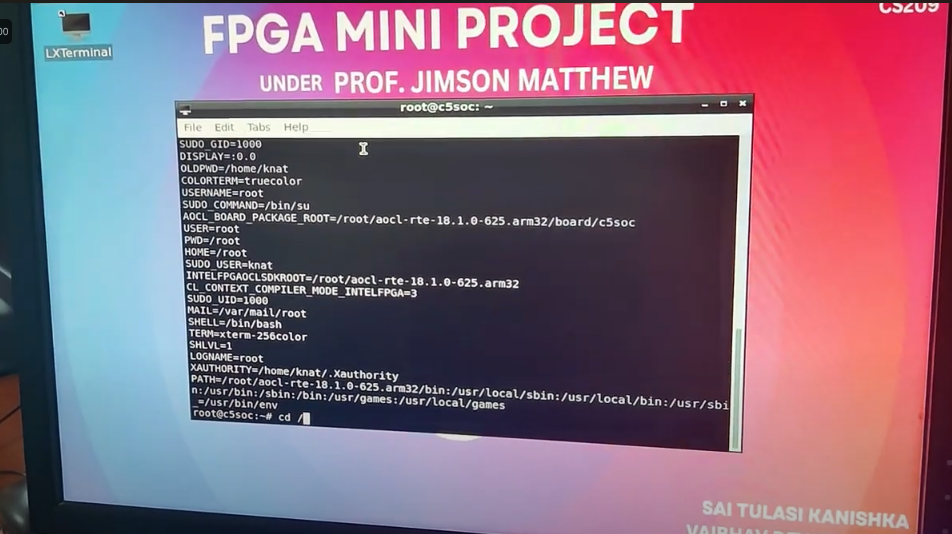 CS209
00
LXTerminal
FPGA MINI PROJECT
UNDER PROF. JIMSON MATTHEW
root@c5soc: ~
File Edit Tabs Help
SUDO_GID=1000
DISPLAY=:0.0
OLDPWD=/home/knat
COLORTERM=truecolor
USERNAME=root
SUDO_COMMAND=/bin/su
AOCL_BOARD_PACKAGE_ROOT=/root/aocl-rte-18.1.0-625.arm32/board/c5soc
USER=root
PWD=/root
HOME=/root
SUDO_USER=knat
INTELFPGAOCLSDKROOT=/root/aocl-rte-18.1.0-625.arm32
CL_CONTEXT_COMPILER_MODE_INTELFPGA=3
SUDO_UID=1000
MAIL=/var/mail/root
SHELL=/bin/bash
TERM=xterm-256color
SHLVL=1
LOGNAME=root
XAUTHORITY=/home/knat/.Xauthority
PATH=/root/aocl-rte-18.1.0-625.arm32/bin:/usr/local/sbin:/usr/local/bin:/usr/sbi
n:/usr/bin:/sbin:/bin:/usr/games:/usr/local/games
_=/usr/bin/env
root@c5soc:~# cd /
SAI TULASI KANISHKA
VAIBHAV